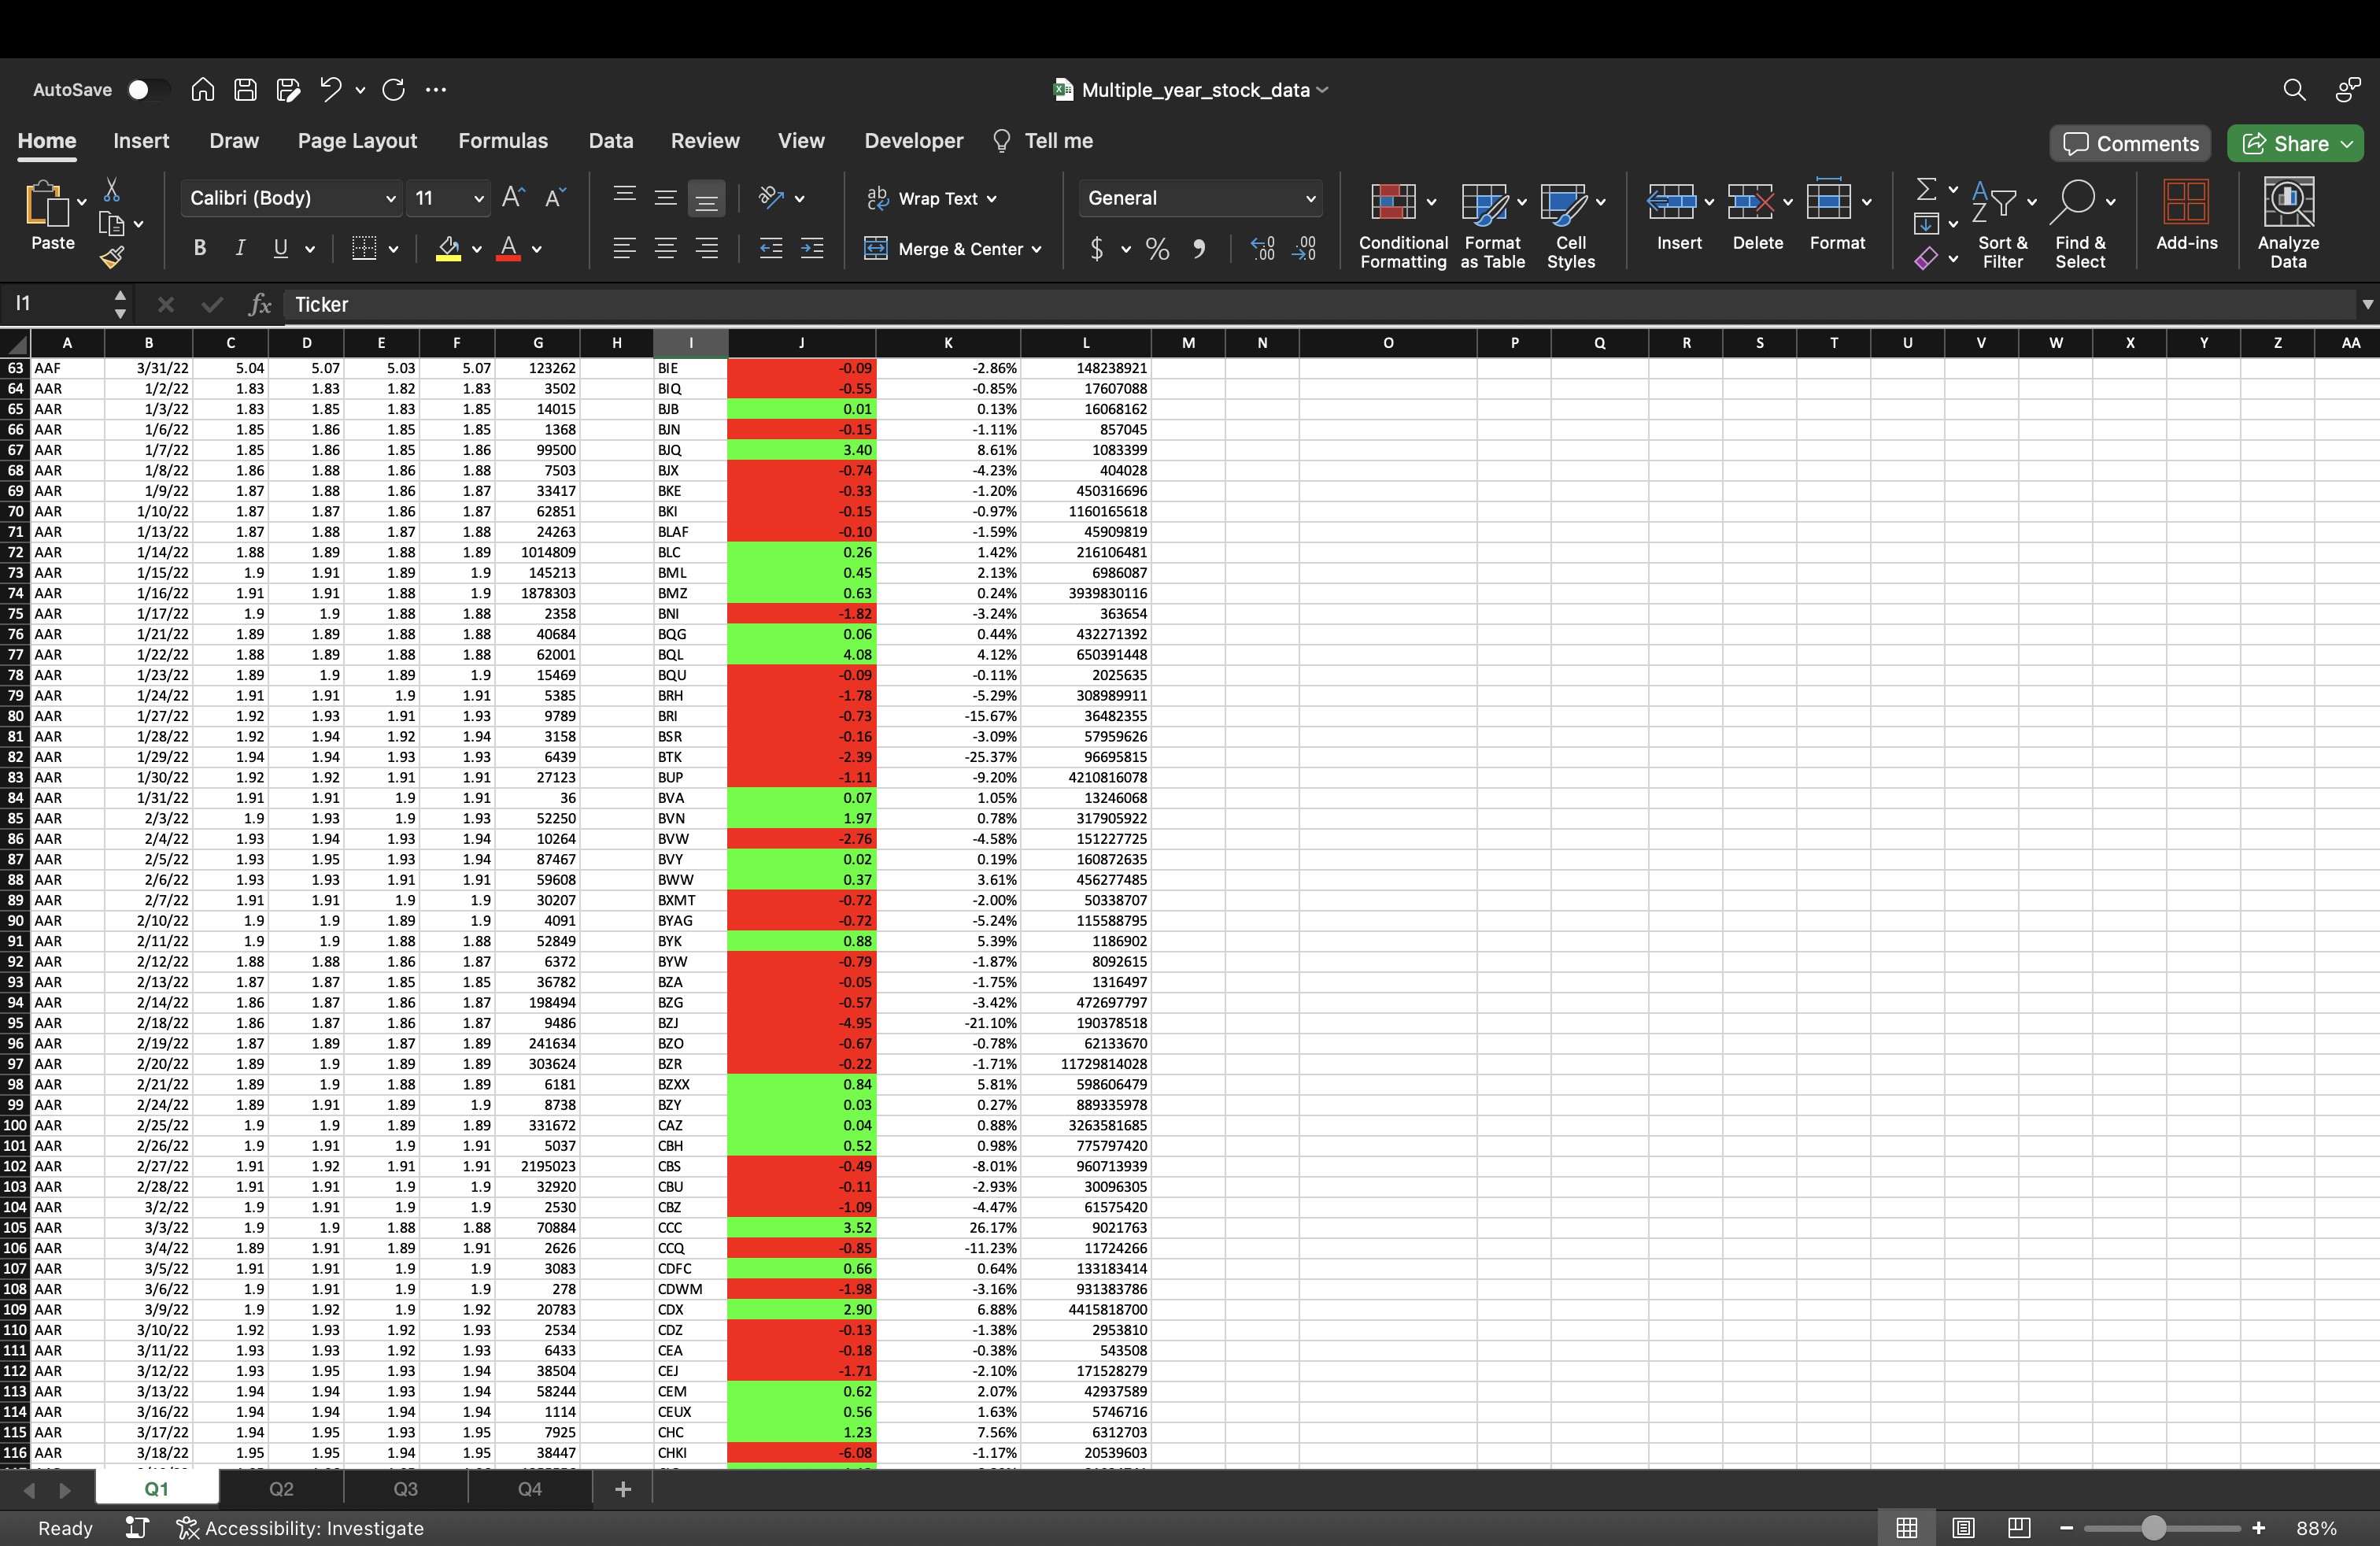 AutoSave Multiple_year_stock_data
Home Insert Draw Page Layout Formulas Data Review View Developer Tell me Comments Share
Calibri (Body) 11 Wrap Text General
Paste Merge & Center Conditional Formatting Format as Table Cell Styles Insert Delete Format Sort & Filter Find & Select Add-ins Analyze Data
I1 fx Ticker
A B C D E F G H I J K L M N O P Q R S T U V W X Y Z AA
63 AAF 3/31/22 5.04 5.07 5.03 5.07 123262 BIE -0.09 -2.86% 148238921
64 AAR 1/2/22 1.83 1.83 1.82 1.83 3502 BIQ -0.55 -0.85% 17607088
65 AAR 1/3/22 1.83 1.85 1.83 1.85 14015 BJB 0.01 0.13% 16068162
66 AAR 1/6/22 1.85 1.86 1.85 1.85 1368 BJN -0.15 -1.11% 857045
67 AAR 1/7/22 1.85 1.86 1.85 1.86 99500 BJQ 3.40 8.61% 1083399
68 AAR 1/8/22 1.86 1.88 1.86 1.88 7503 BJX -0.74 -4.23% 404028
69 AAR 1/9/22 1.87 1.88 1.86 1.87 33417 BKE -0.33 -1.20% 450316696
70 AAR 1/10/22 1.87 1.87 1.86 1.87 62851 BKI -0.15 -0.97% 1160165618
71 AAR 1/13/22 1.87 1.88 1.87 1.88 24263 BLAF -0.10 -1.59% 45909819
72 AAR 1/14/22 1.88 1.89 1.88 1.89 1014809 BLC 0.26 1.42% 216106481
73 AAR 1/15/22 1.9 1.91 1.89 1.9 145213 BML 0.45 2.13% 6986087
74 AAR 1/16/22 1.91 1.91 1.88 1.9 1878303 BMZ 0.63 0.24% 3939830116
75 AAR 1/17/22 1.9 1.9 1.88 1.88 2358 BNI -1.82 -3.24% 363654
76 AAR 1/21/22 1.89 1.89 1.88 1.88 40684 BQG 0.06 0.44% 432271392
77 AAR 1/22/22 1.88 1.89 1.88 1.88 62001 BQL 4.08 4.12% 650391448
78 AAR 1/23/22 1.89 1.9 1.89 1.9 15469 BQU -0.09 -0.11% 2025635
79 AAR 1/24/22 1.91 1.91 1.9 1.91 5385 BRH -1.78 -5.29% 308989911
80 AAR 1/27/22 1.92 1.93 1.91 1.93 9789 BRI -0.73 -15.67% 36482355
81 AAR 1/28/22 1.92 1.94 1.92 1.94 3158 BSR -0.16 -3.09% 57959626
82 AAR 1/29/22 1.94 1.94 1.93 1.93 6439 BTK -2.39 -25.37% 96695815
83 AAR 1/30/22 1.92 1.92 1.91 1.91 27123 BUP -1.11 -9.20% 4210816078
84 AAR 1/31/22 1.91 1.91 1.9 1.91 36 BVA 0.07 1.05% 13246068
85 AAR 2/3/22 1.9 1.93 1.9 1.93 52250 BVN 1.97 0.78% 317905922
86 AAR 2/4/22 1.93 1.94 1.93 1.94 10264 BVW -2.76 -4.58% 151227725
87 AAR 2/5/22 1.93 1.95 1.93 1.94 87467 BVY 0.02 0.19% 160872635
88 AAR 2/6/22 1.93 1.93 1.91 1.91 59608 BWW 0.37 3.61% 456277485
89 AAR 2/7/22 1.91 1.91 1.9 1.9 30207 BXMT -0.72 -2.00% 50338707
90 AAR 2/10/22 1.9 1.9 1.89 1.9 4091 BYAG -0.72 -5.24% 115588795
91 AAR 2/11/22 1.9 1.9 1.88 1.88 52849 BYK 0.88 5.39% 1186902
92 AAR 2/12/22 1.88 1.88 1.86 1.87 6372 BYW -0.79 -1.87% 8092615
93 AAR 2/13/22 1.87 1.87 1.85 1.85 36782 BZA -0.05 -1.75% 1316497
94 AAR 2/14/22 1.86 1.87 1.86 1.87 198494 BZG -0.57 -3.42% 472697797
95 AAR 2/18/22 1.86 1.87 1.86 1.87 9486 BZJ -4.95 -21.10% 190378518
96 AAR 2/19/22 1.87 1.89 1.87 1.89 241634 BZO -0.67 -0.78% 62133670
97 AAR 2/20/22 1.89 1.9 1.89 1.89 303624 BZR -0.22 -1.71% 11729814028
98 AAR 2/21/22 1.89 1.9 1.88 1.89 6181 BZXX 0.84 5.81% 598606479
99 AAR 2/24/22 1.89 1.91 1.89 1.9 8738 BZY 0.03 0.27% 889335978
100 AAR 2/25/22 1.9 1.9 1.89 1.89 331672 CAZ 0.04 0.88% 3263581685
101 AAR 2/26/22 1.9 1.91 1.9 1.91 5037 CBH 0.52 0.98% 775797420
102 AAR 2/27/22 1.91 1.92 1.91 1.91 2195023 CBS -0.49 -8.01% 960713939
103 AAR 2/28/22 1.91 1.91 1.9 1.9 32920 CBU -0.11 -2.93% 30096305
104 AAR 3/2/22 1.9 1.91 1.9 1.9 2530 CBZ -1.09 -4.47% 61575420
105 AAR 3/3/22 1.9 1.9 1.88 1.88 70884 CCC 3.52 26.17% 9021763
106 AAR 3/4/22 1.89 1.91 1.89 1.91 2626 CCQ -0.85 -11.23% 11724266
107 AAR 3/5/22 1.91 1.91 1.9 1.9 3083 CDFC 0.66 0.64% 133183414
108 AAR 3/6/22 1.9 1.91 1.9 1.9 278 CDWM -1.98 -3.16% 931383786
109 AAR 3/9/22 1.9 1.92 1.9 1.92 20783 CDX 2.90 6.88% 4415818700
110 AAR 3/10/22 1.92 1.93 1.92 1.93 2534 CDZ -0.13 -1.38% 2953810
111 AAR 3/11/22 1.93 1.93 1.92 1.93 6433 CEA -0.18 -0.38% 543508
112 AAR 3/12/22 1.93 1.95 1.93 1.94 38504 CEJ -1.71 -2.10% 171528279
113 AAR 3/13/22 1.94 1.94 1.93 1.94 58244 CEM 0.62 2.07% 42937589
114 AAR 3/16/22 1.94 1.94 1.94 1.94 1114 CEUX 0.56 1.63% 5746716
115 AAR 3/17/22 1.94 1.95 1.93 1.95 7925 CHC 1.23 7.56% 6312703
116 AAR 3/18/22 1.95 1.95 1.94 1.95 38447 CHKI -6.08 -1.17% 20539603
Q1 Q2 Q3 Q4
Ready Accessibility: Investigate 88%